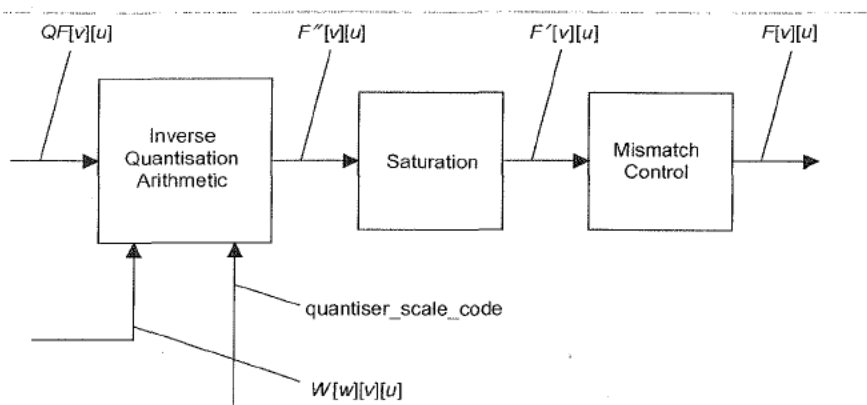 QF[v][u]
F″[v][u]
F′[v][u]
F[v][u]
Inverse
Quantisation
Arithmetic
Saturation
Mismatch
Control
quantiser_scale_code
W[w][v][u]